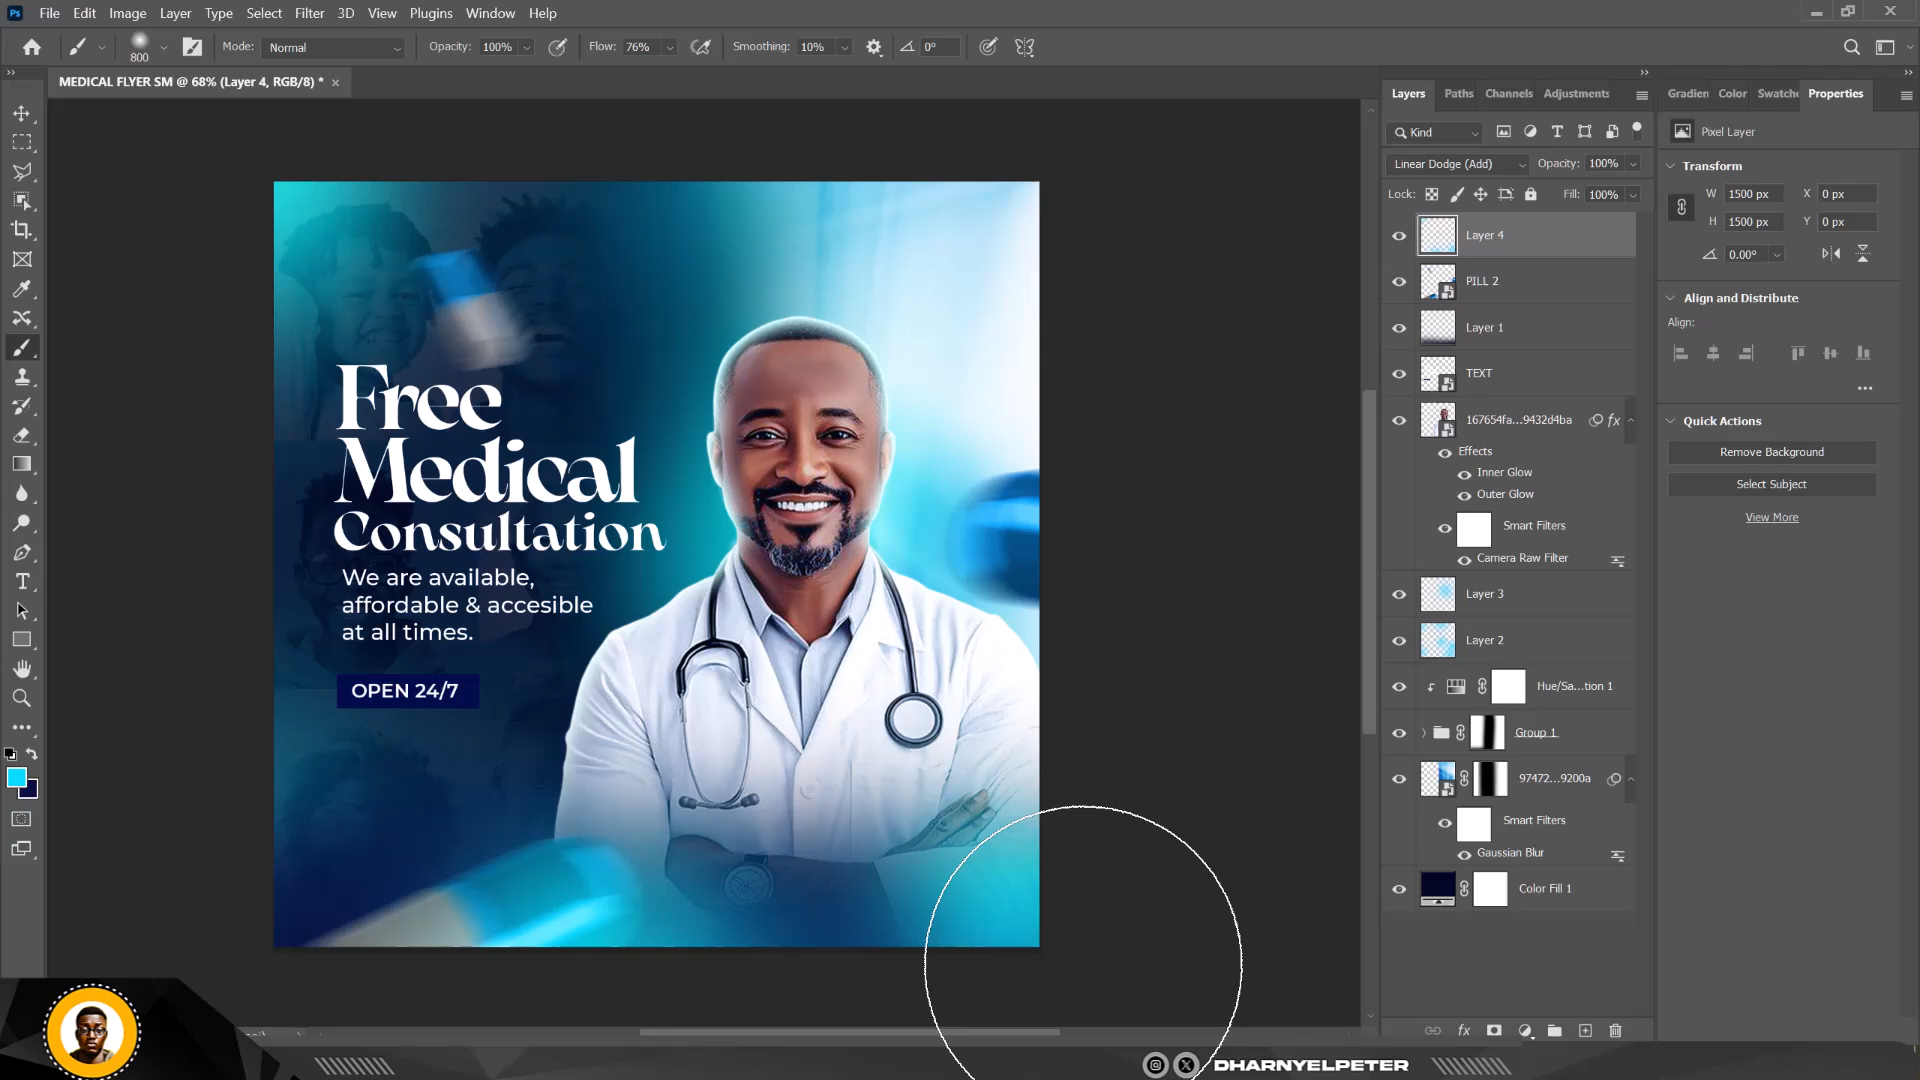 Ps File Edit Image Layer Type Select Filter 3D View Plugins Window Help
800 Mode: Normal Opacity: 100% Flow: 76% Smoothing: 10% 0°
MEDICAL FLYER SM @ 68% (Layer 4, RGB/8) *
Free
Medical
Consultation
We are available,
affordable & accesible
at all times.
OPEN 24/7
Layers Paths Channels Adjustments
Kind
Linear Dodge (Add) Opacity: 100%
Lock: Fill: 100%
Layer 4
PILL 2
Layer 1
TEXT
167654fa...9432d4ba fx
Effects
Inner Glow
Outer Glow
Smart Filters
Camera Raw Filter
Layer 3
Layer 2
Hue/Sa...tion 1
Group 1
97472...9200a
Smart Filters
Gaussian Blur
Color Fill 1
fx
Gradien Color Swatche Properties
Pixel Layer
Transform
W 1500 px X 0 px
H 1500 px Y 0 px
0.00°
Align and Distribute
Align:
Quick Actions
Remove Background
Select Subject
View More
DHARNYELPETER